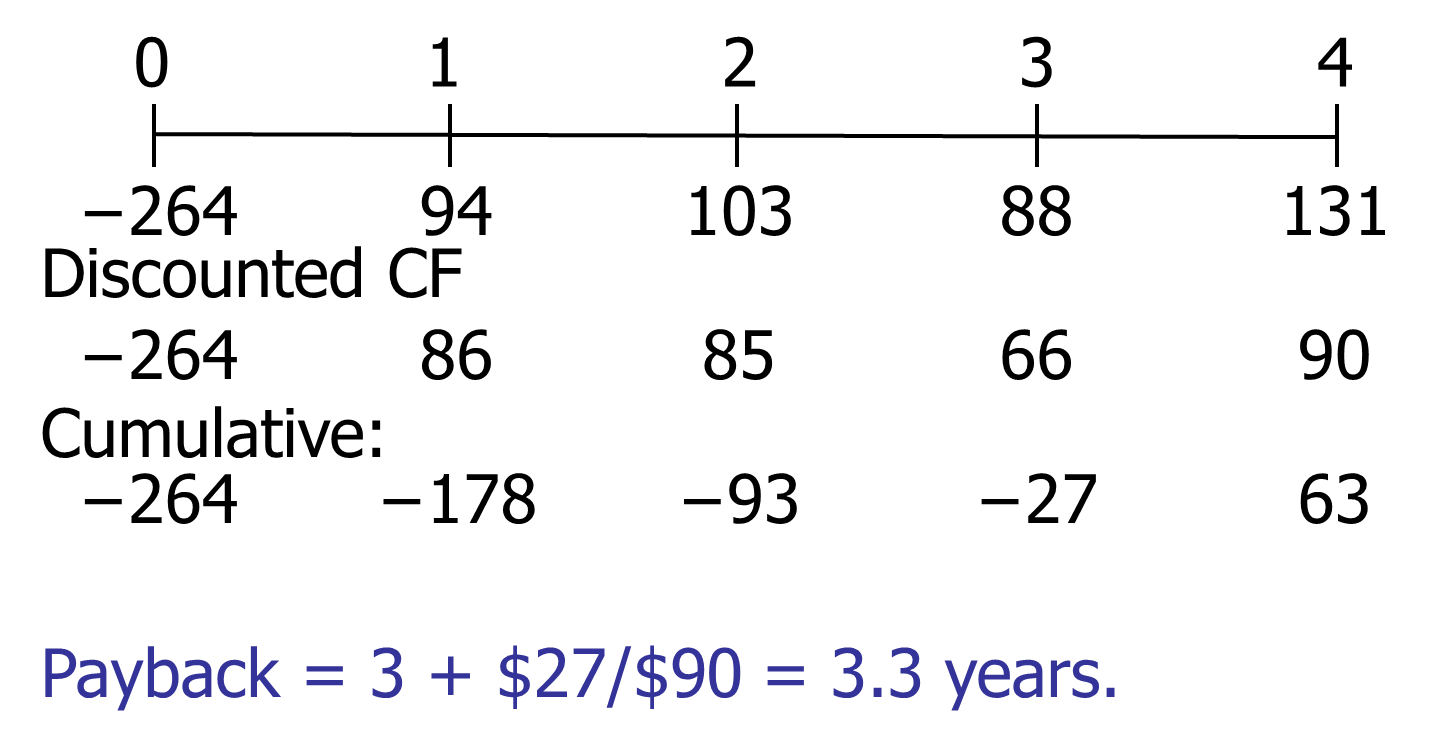 0 1 2 3 4
−264 94 103 88 131
Discounted CF
−264 86 85 66 90
Cumulative:
−264 −178 −93 −27 63
Payback = 3 + $27/$90 = 3.3 years.